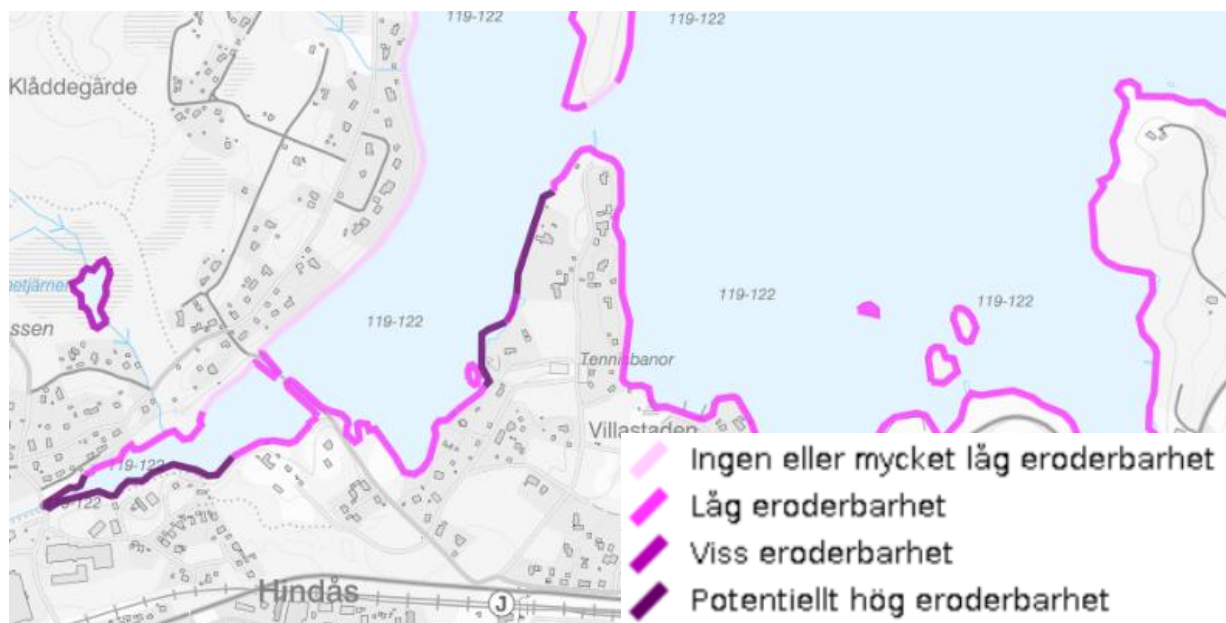 119-122
119-122
Klåddegärde
119-122
119-122
119-122
Tennisbanor
Villastaden
119-122
Hindås
J
Ingen eller mycket låg eroderbarhet
Låg eroderbarhet
Viss eroderbarhet
Potentiellt hög eroderbarhet